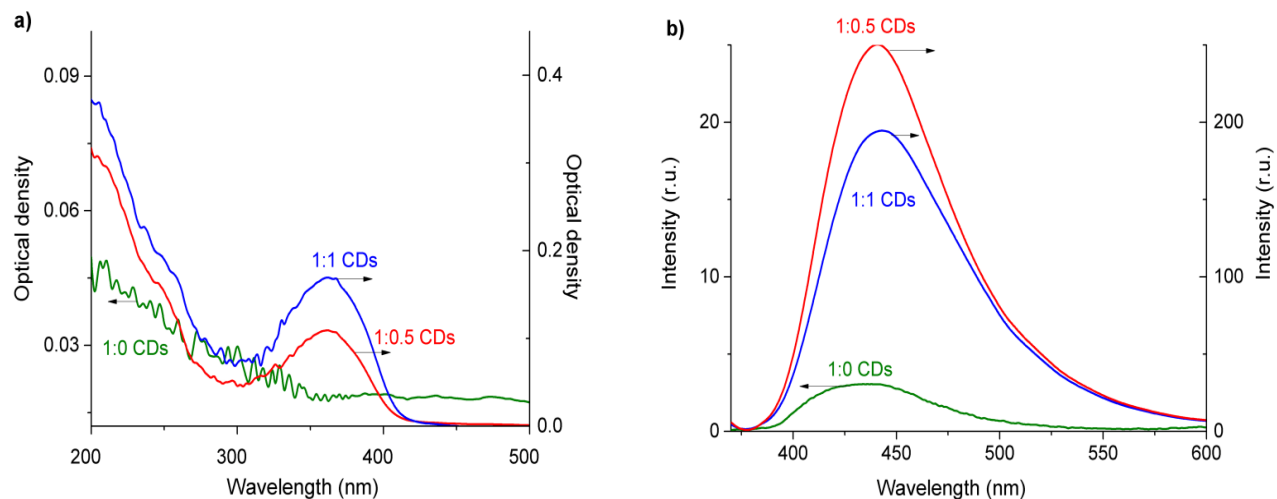 a)
0.09
0.06
0.03
Optical density
0.4
0.2
0.0
Optical density
1:1 CDs
1:0.5 CDs
1:0 CDs
200
300
400
500
Wavelength (nm)
b)
1:0.5 CDs
20
10
0
Intensity (r.u.)
200
100
0
Intensity (r.u.)
1:1 CDs
1:0 CDs
400
450
500
550
600
Wavelength (nm)